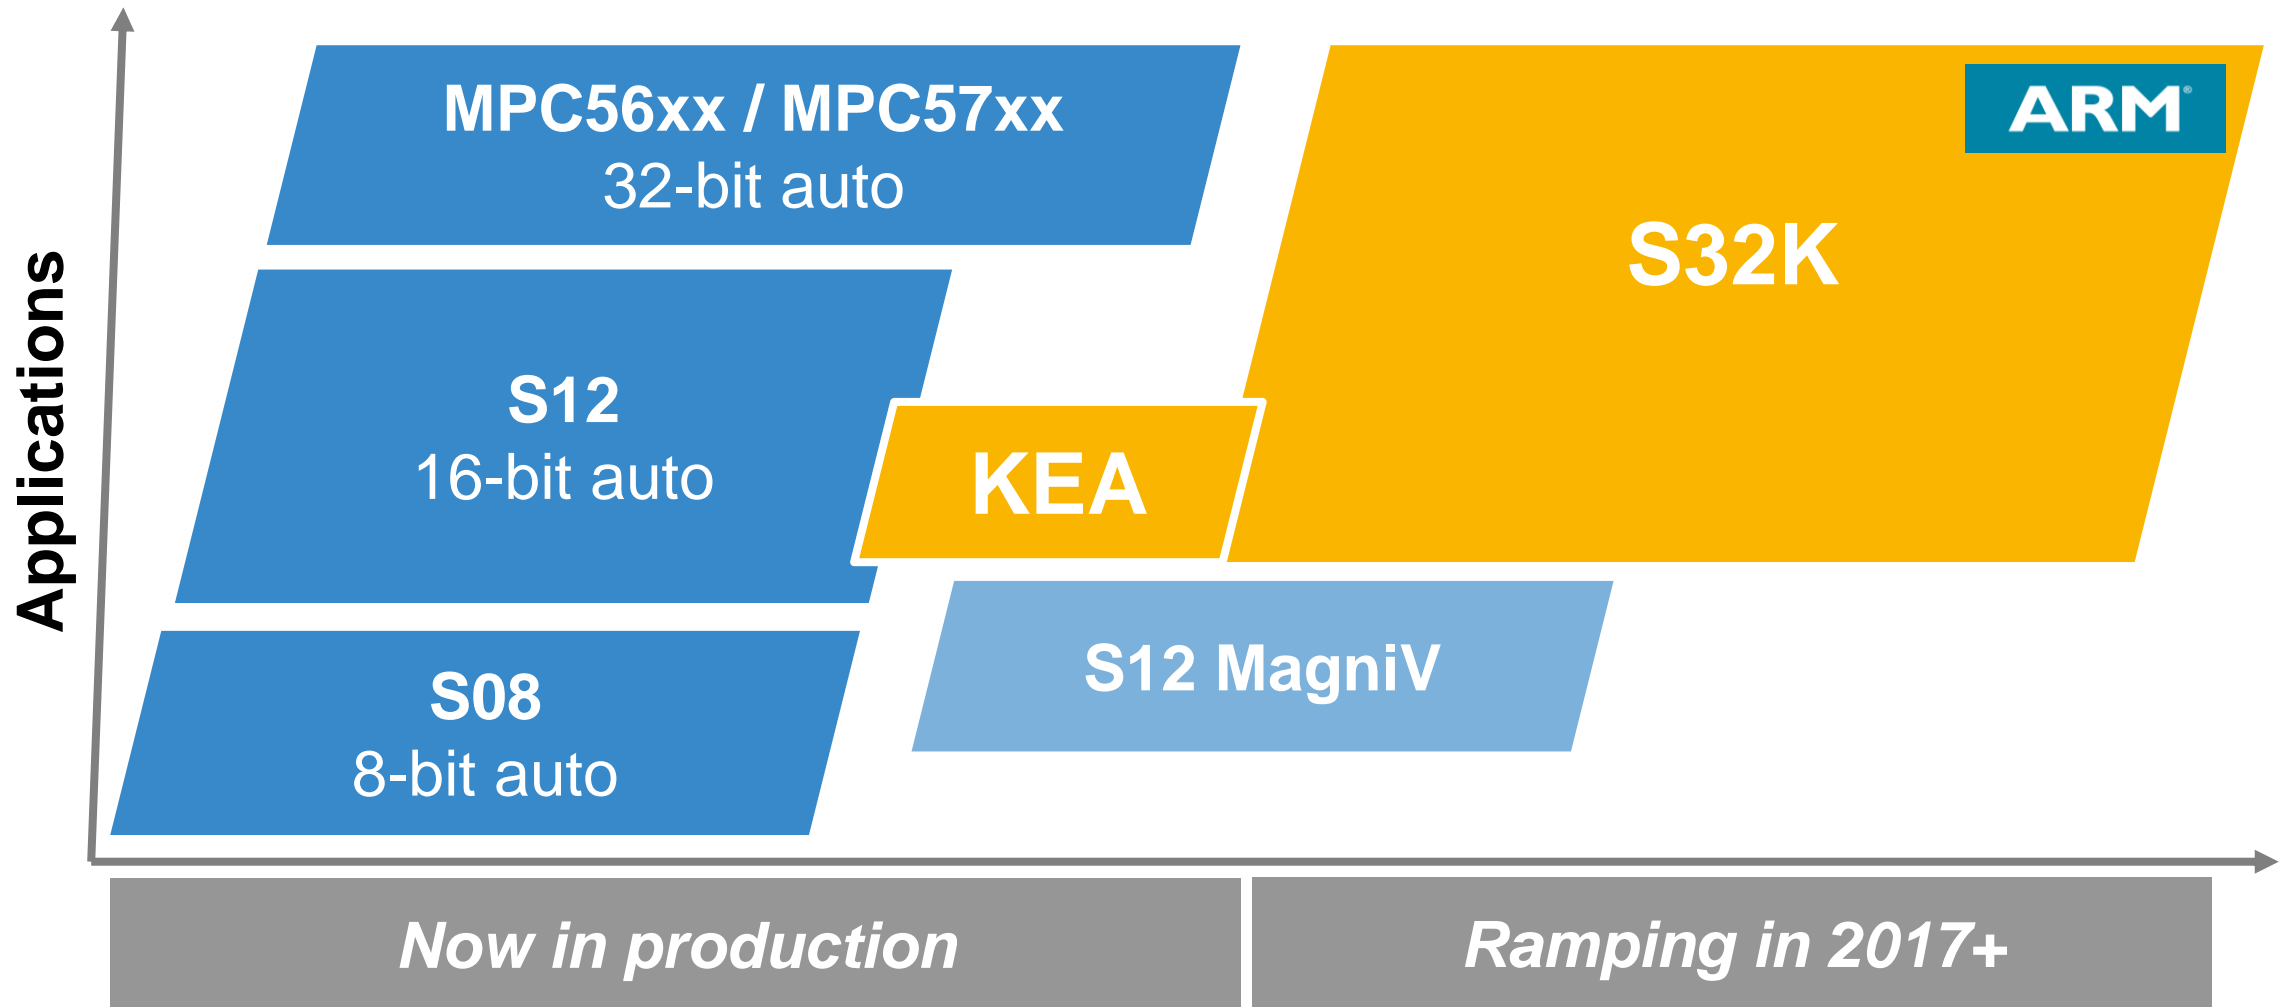 Applications
MPC56xx / MPC57xx
32-bit auto
ARM®
S32K
S12
16-bit auto
KEA
S12 MagniV
S08
8-bit auto
Now in production
Ramping in 2017+